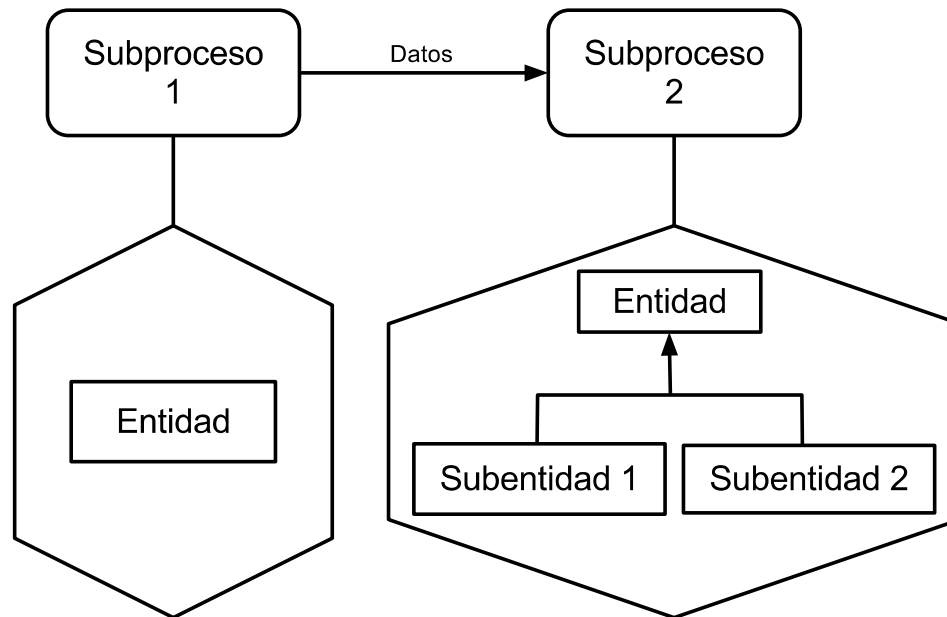 Subproceso
1
Datos
Subproceso
2
Entidad
Entidad
Subentidad 1
Subentidad 2